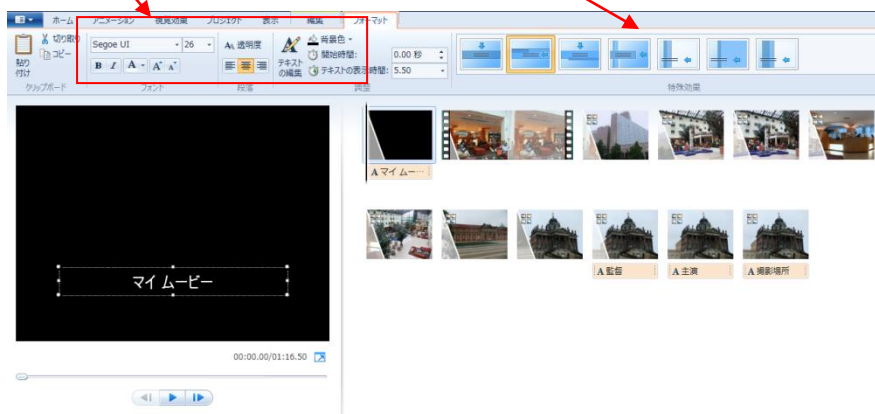 ホーム アニメーション 視覚効果 プロジェクト 表示 編集 フォーマット
切り取り
コピー
貼り
付け
クリップボード
Segoe UI 26
B I A A A
フォント
透明度
段落
テキスト
の編集
背景色
開始時間: 0.00 秒
テキストの表示時間: 5.50
調整
特殊効果
A マイ ムー…
A 監督 A 主演 A 撮影場所
マイ ムービー
00:00.00/01:16.50